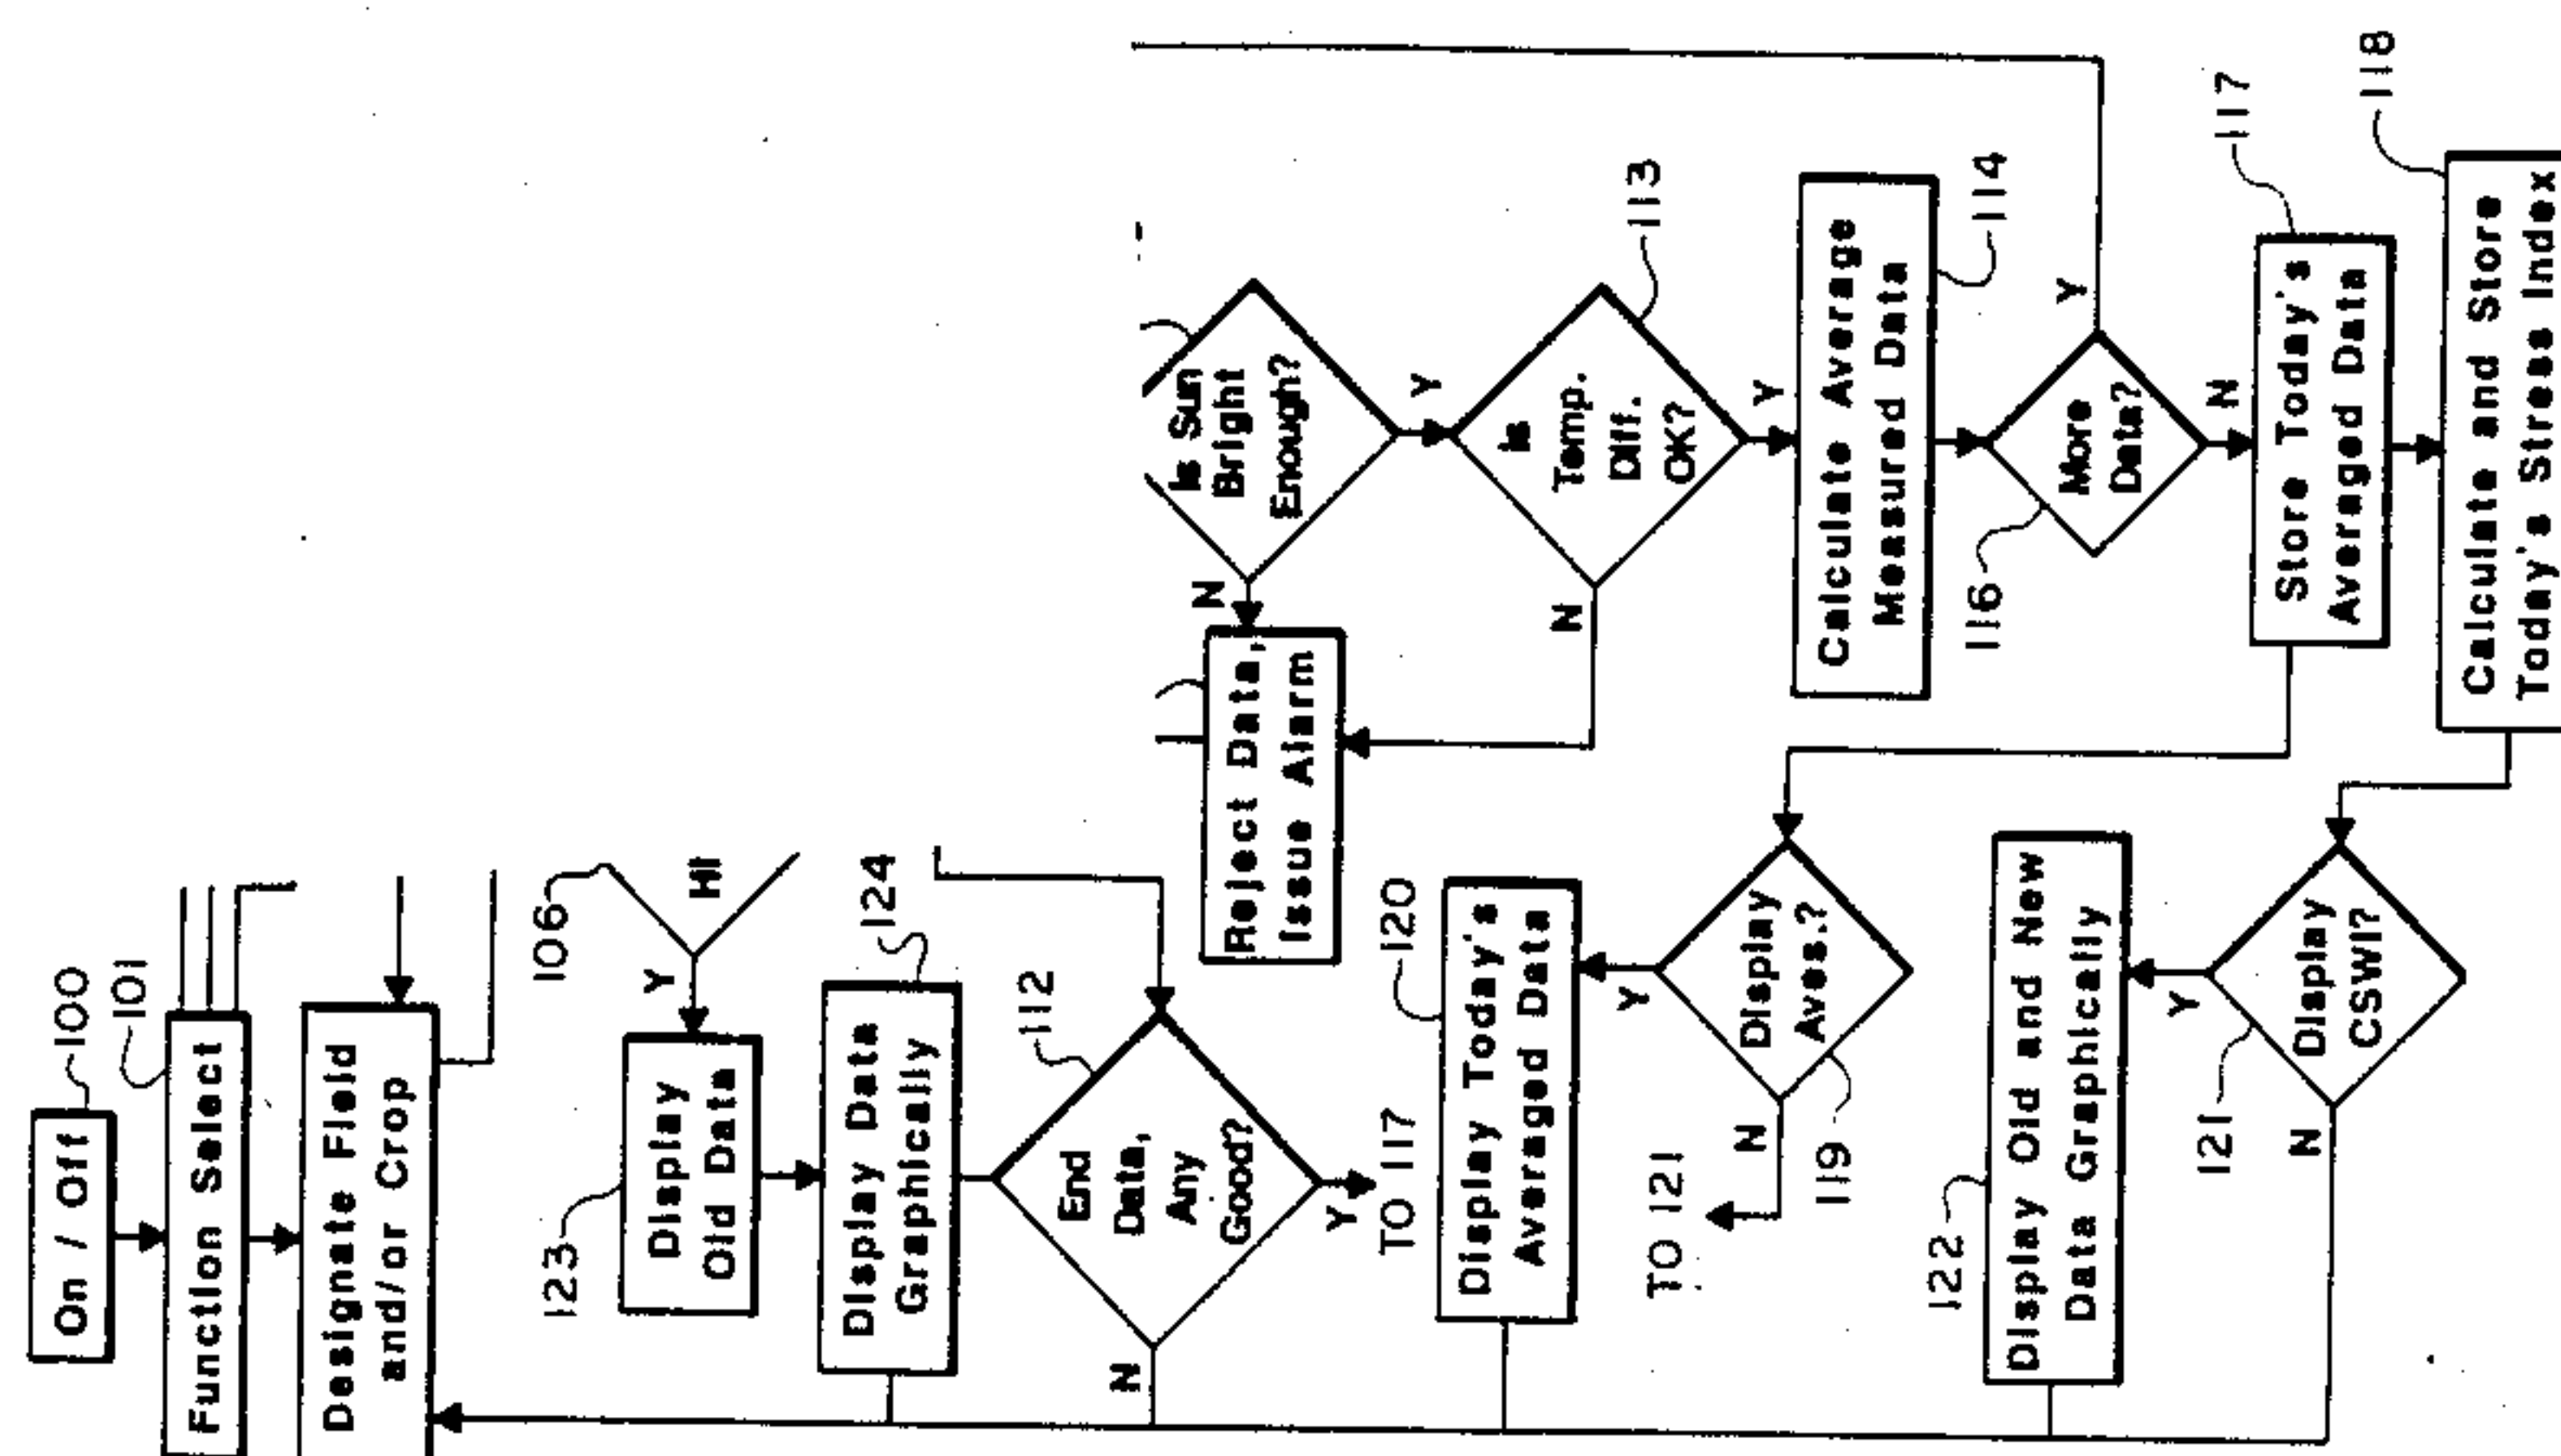 On / Off
100
Function Select
101
Designate Field
and/or Crop
106
Y
Display
Old Data
123
Display Data
Graphically
124
End
Data,
Any
Good?
112
N
Y
TO 117
Is Sun
Bright
Enough?
N
Y
Reject Data,
Issue Alarm
Is
Temp.
Diff.
OK?
113
N
Y
Calculate Average
Measured Data
114
More
Data?
116
Y
N
Store Today's
Averaged Data
117
Calculate and Store
Today's Stress Index
118
Display Today's
Averaged Data
120
Display
Aves.?
119
Y
N
TO 121
Display Old and New
Data Graphically
122
Display
CSWI?
121
Y
N